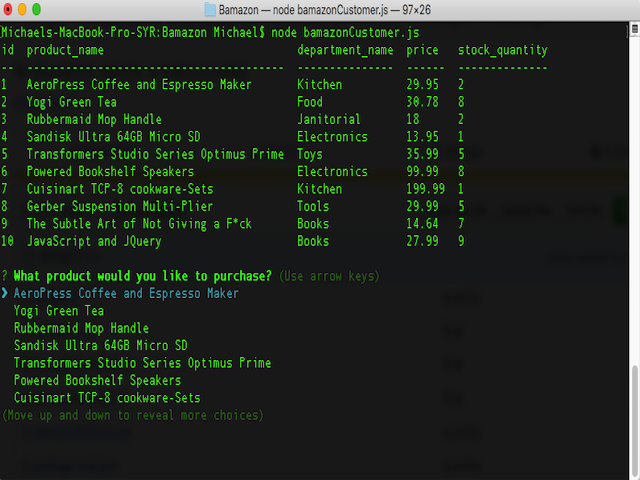 Bamazon — node bamazonCustomer.js — 97×26
Michaels-MacBook-Pro-SYR:Bamazon Michael$ node bamazonCustomer.js
id product_name department_name price stock_quantity
-- ------------------------------------ --------------- ------ --------------
1 AeroPress Coffee and Espresso Maker Kitchen 29.95 2
2 Yogi Green Tea Food 30.78 8
3 Rubbermaid Mop Handle Janitorial 18 2
4 Sandisk Ultra 64GB Micro SD Electronics 13.95 1
5 Transformers Studio Series Optimus Prime Toys 35.99 5
6 Powered Bookshelf Speakers Electronics 99.99 8
7 Cuisinart TCP-8 cookware-Sets Kitchen 199.99 1
8 Gerber Suspension Multi-Plier Tools 29.99 5
9 The Subtle Art of Not Giving a F*ck Books 14.64 7
10 JavaScript and JQuery Books 27.99 9
? What product would you like to purchase? (Use arrow keys)
❯ AeroPress Coffee and Espresso Maker
Yogi Green Tea
Rubbermaid Mop Handle
Sandisk Ultra 64GB Micro SD
Transformers Studio Series Optimus Prime
Powered Bookshelf Speakers
Cuisinart TCP-8 cookware-Sets
(Move up and down to reveal more choices)